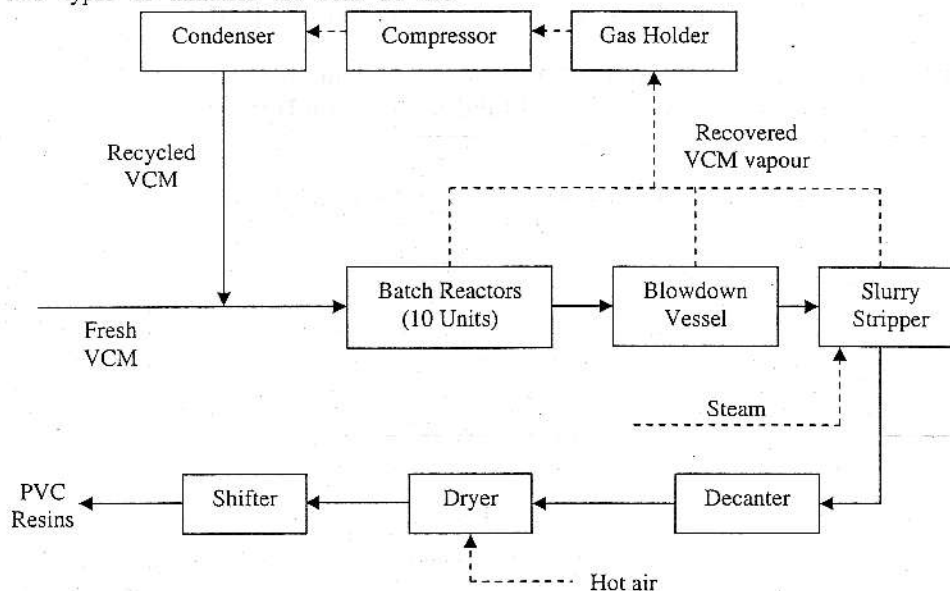 Condenser
Compressor
Gas Holder
Recycled
VCM
Recovered
VCM vapour
Batch Reactors
(10 Units)
Blowdown
Vessel
Slurry
Stripper
Fresh
VCM
Steam
PVC
Resins
Shifter
Dryer
Decanter
Hot air